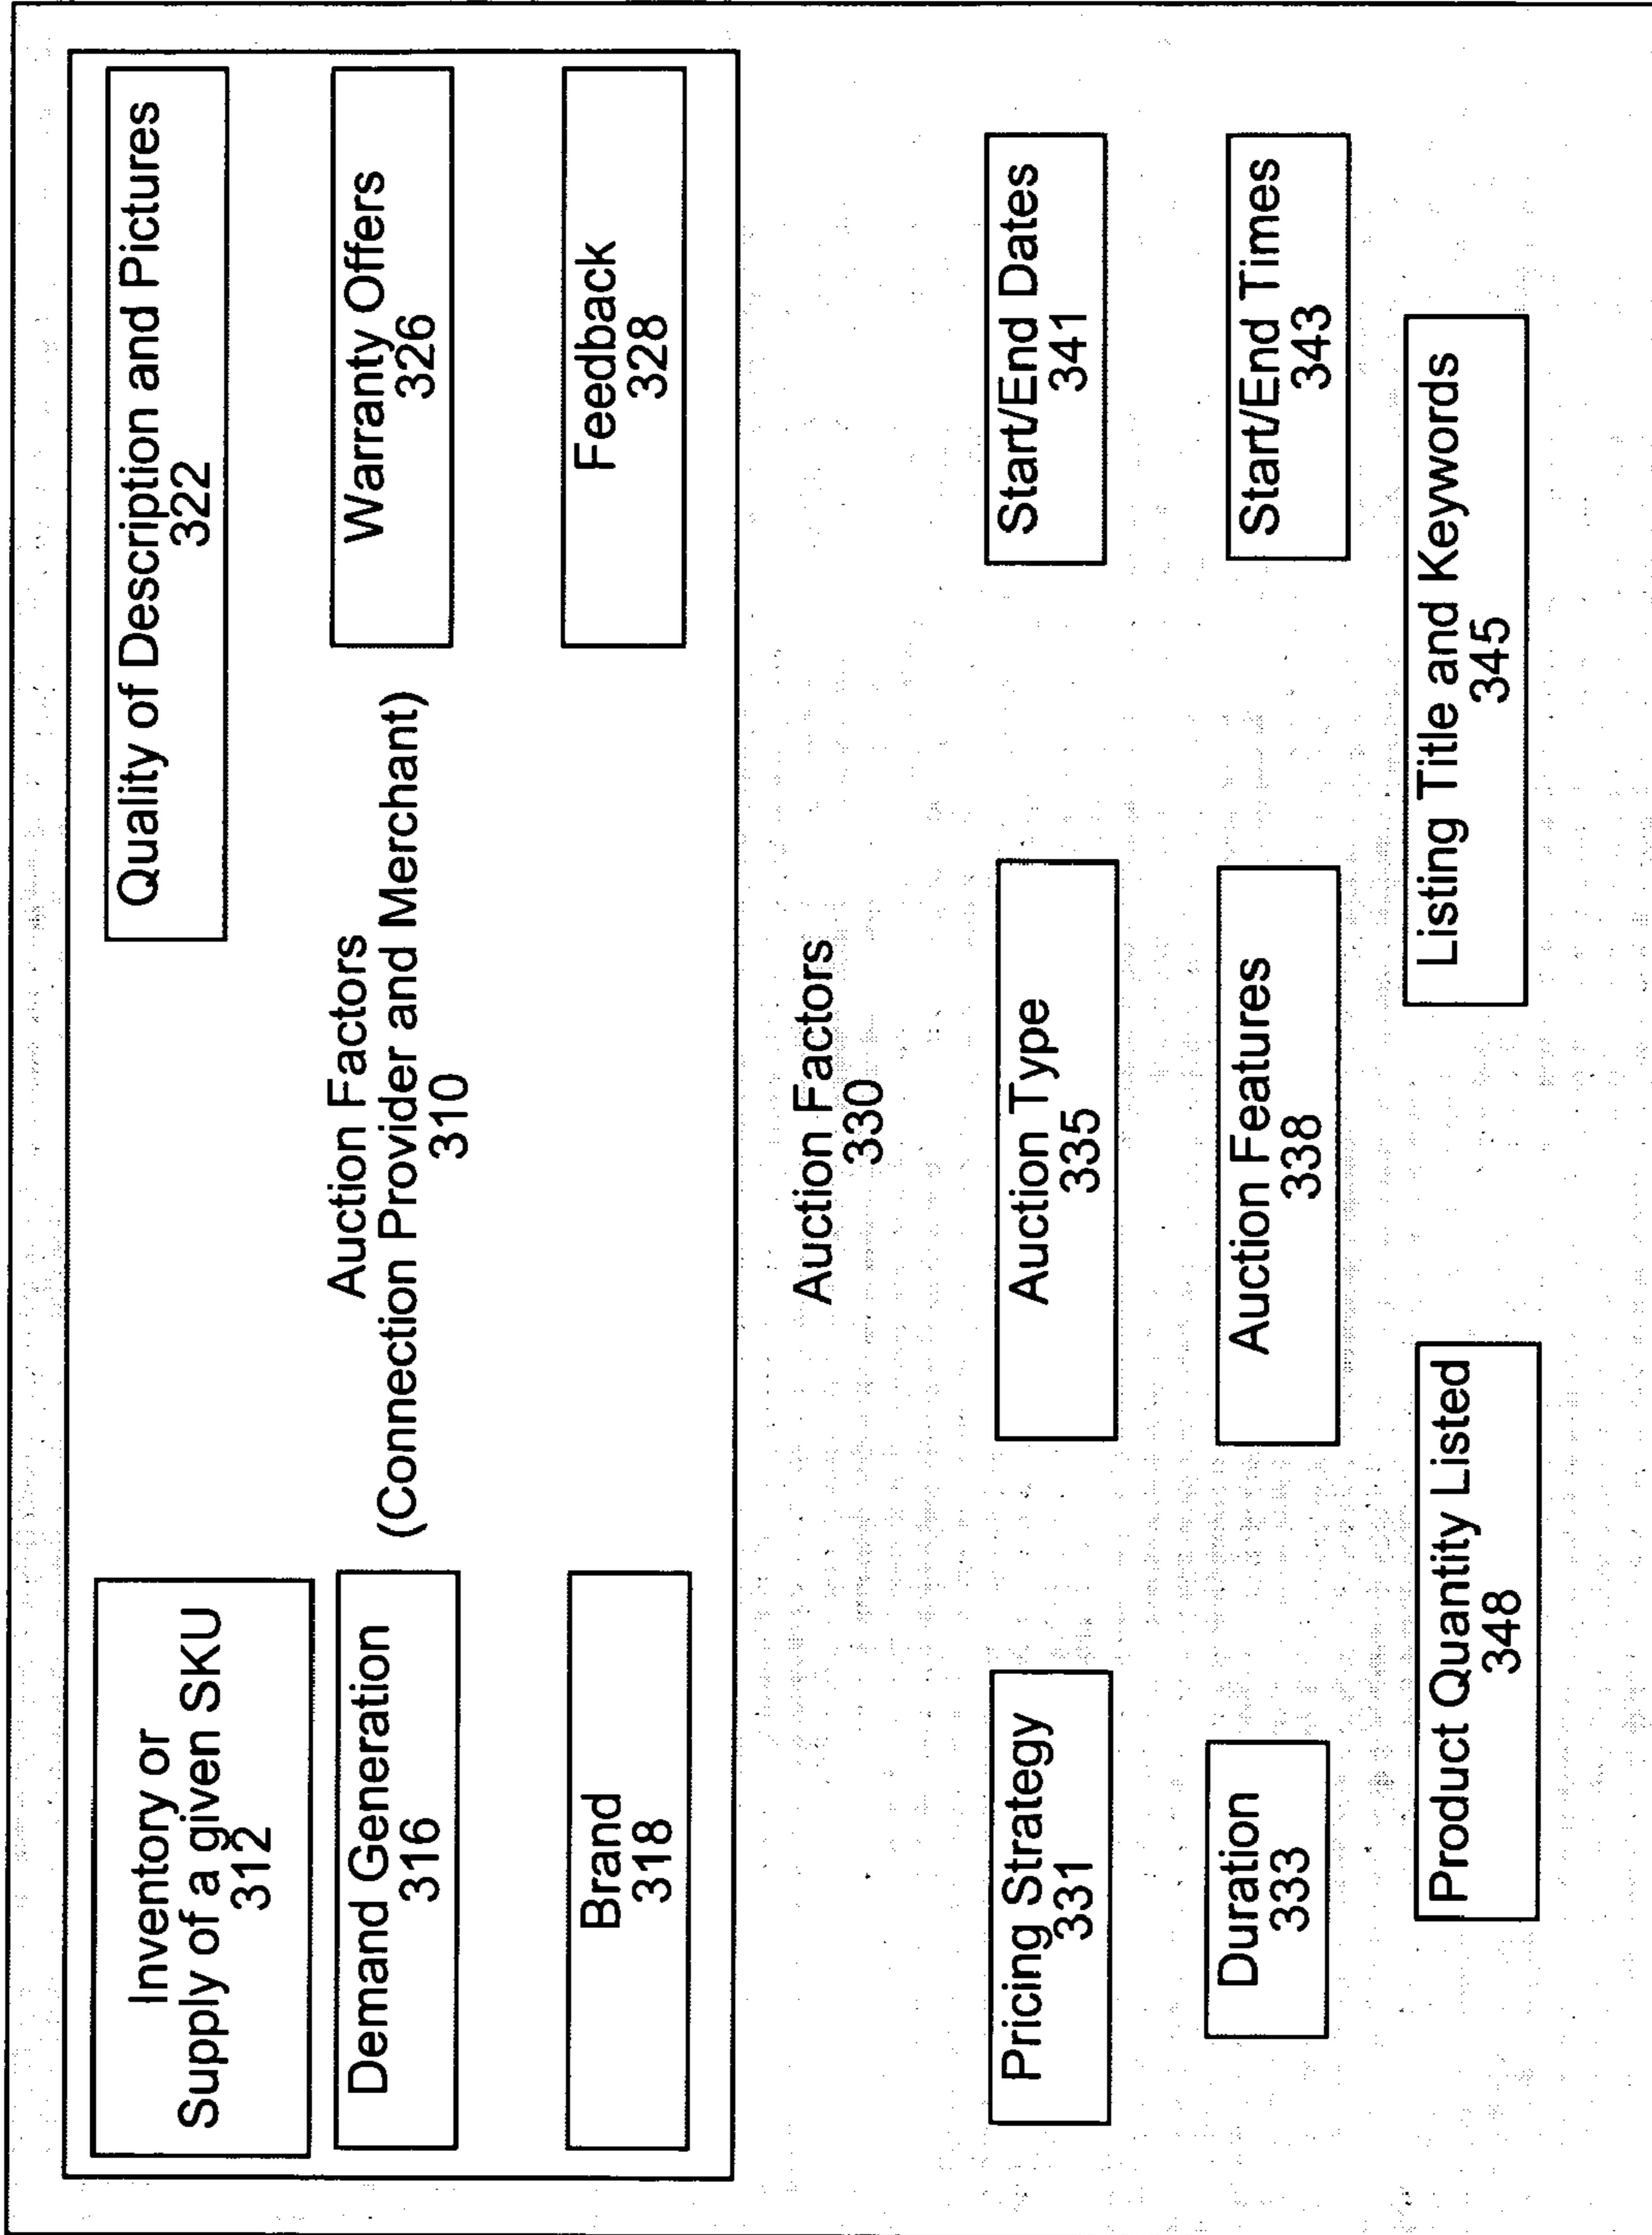 Inventory or
Supply of a given SKU
312
Quality of Description and Pictures
322
Auction Factors
(Connection Provider and Merchant)
310
Demand Generation
316
Warranty Offers
326
Brand
318
Feedback
328
Auction Factors
330
Pricing Strategy
331
Auction Type
335
Start/End Dates
341
Duration
333
Auction Features
338
Start/End Times
343
Product Quantity Listed
348
Listing Title and Keywords
345